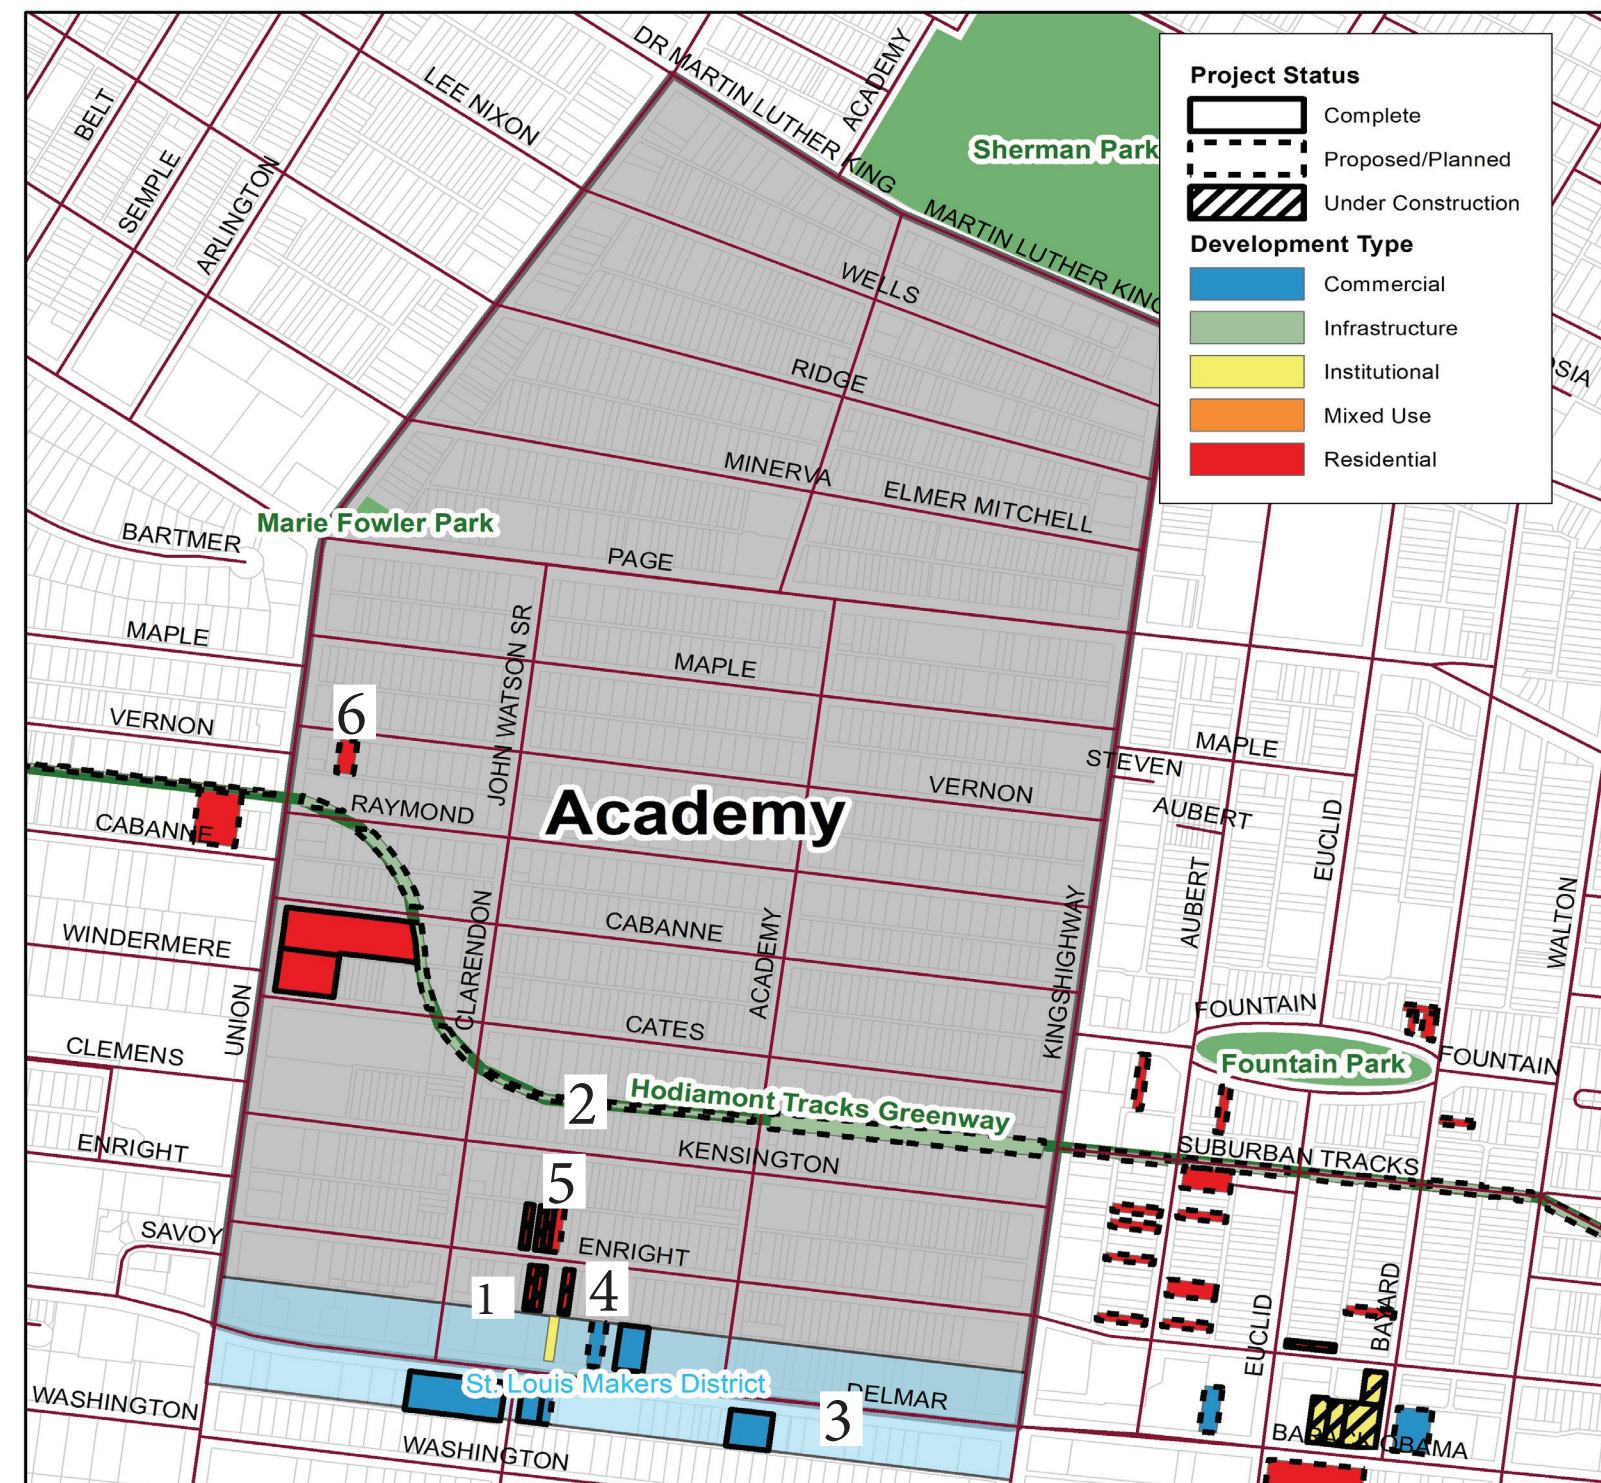 DR MARTIN LUTHER KING
ACADEMY
LEE NIXON
BELT
SEMPLE
ARLINGTON
Sherman Park
MARTIN LUTHER KING
Project Status
Complete
Proposed/Planned
Under Construction
Development Type
Commercial
Infrastructure
Institutional
Mixed Use
Residential
WELLS
RIDGE
MINERVA
ELMER MITCHELL
Marie Fowler Park
BARTMER
PAGE
MAPLE
MAPLE
JOHN WATSON SR
VERNON
6
STEVEN
MAPLE
VERNON
RAYMOND
Academy
AUBERT
EUCLID
CABANNE
CABANNE
ACADEMY
CLARENDON
KINGSHIGHWAY
AUBERT
WALTON
WINDERMERE
UNION
CATES
FOUNTAIN
CLEMENS
Fountain Park
FOUNTAIN
2
Hodiamont Tracks Greenway
ENRIGHT
KENSINGTON
SUBURBAN TRACKS
5
SAVOY
ENRIGHT
1
4
EUCLID
BAYARD
St. Louis Makers District
DELMAR
3
WASHINGTON
WASHINGTON
BARACK OBAMA